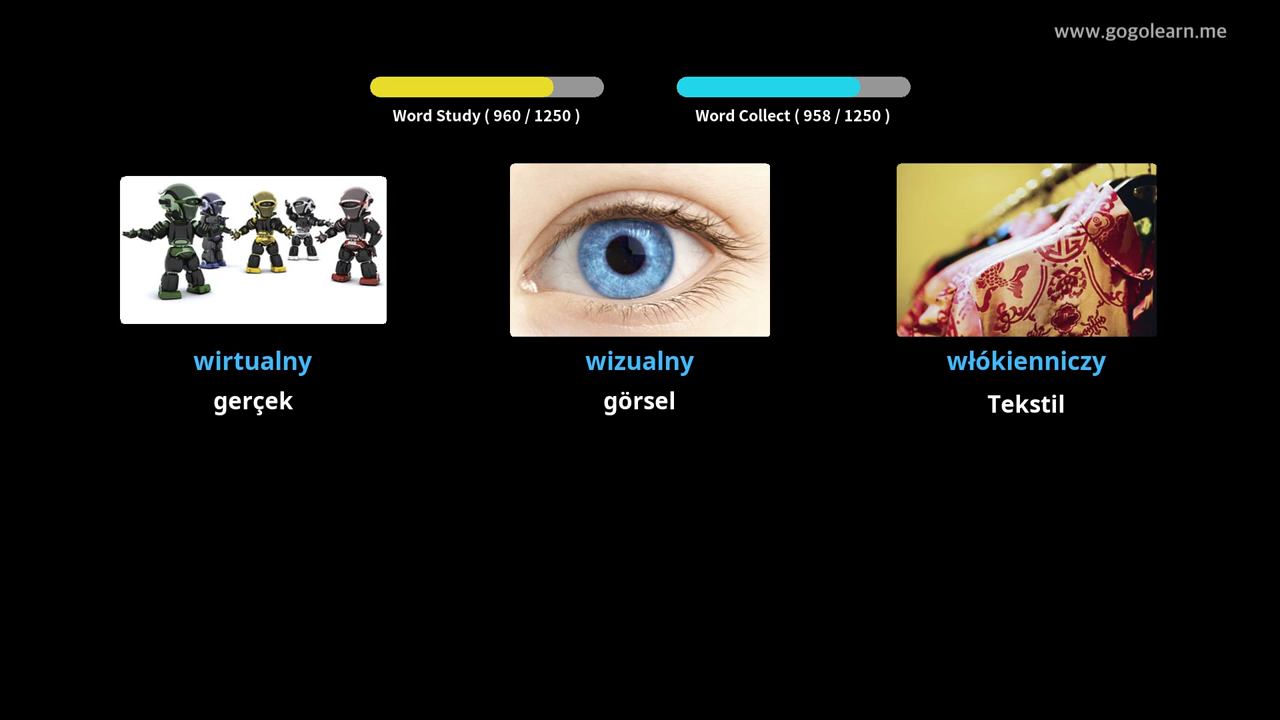 www.gogolearn.me
Word Study ( 960 / 1250 )
Word Collect ( 958 / 1250 )
wirtualny
gerçek
wizualny
görsel
włókienniczy
Tekstil